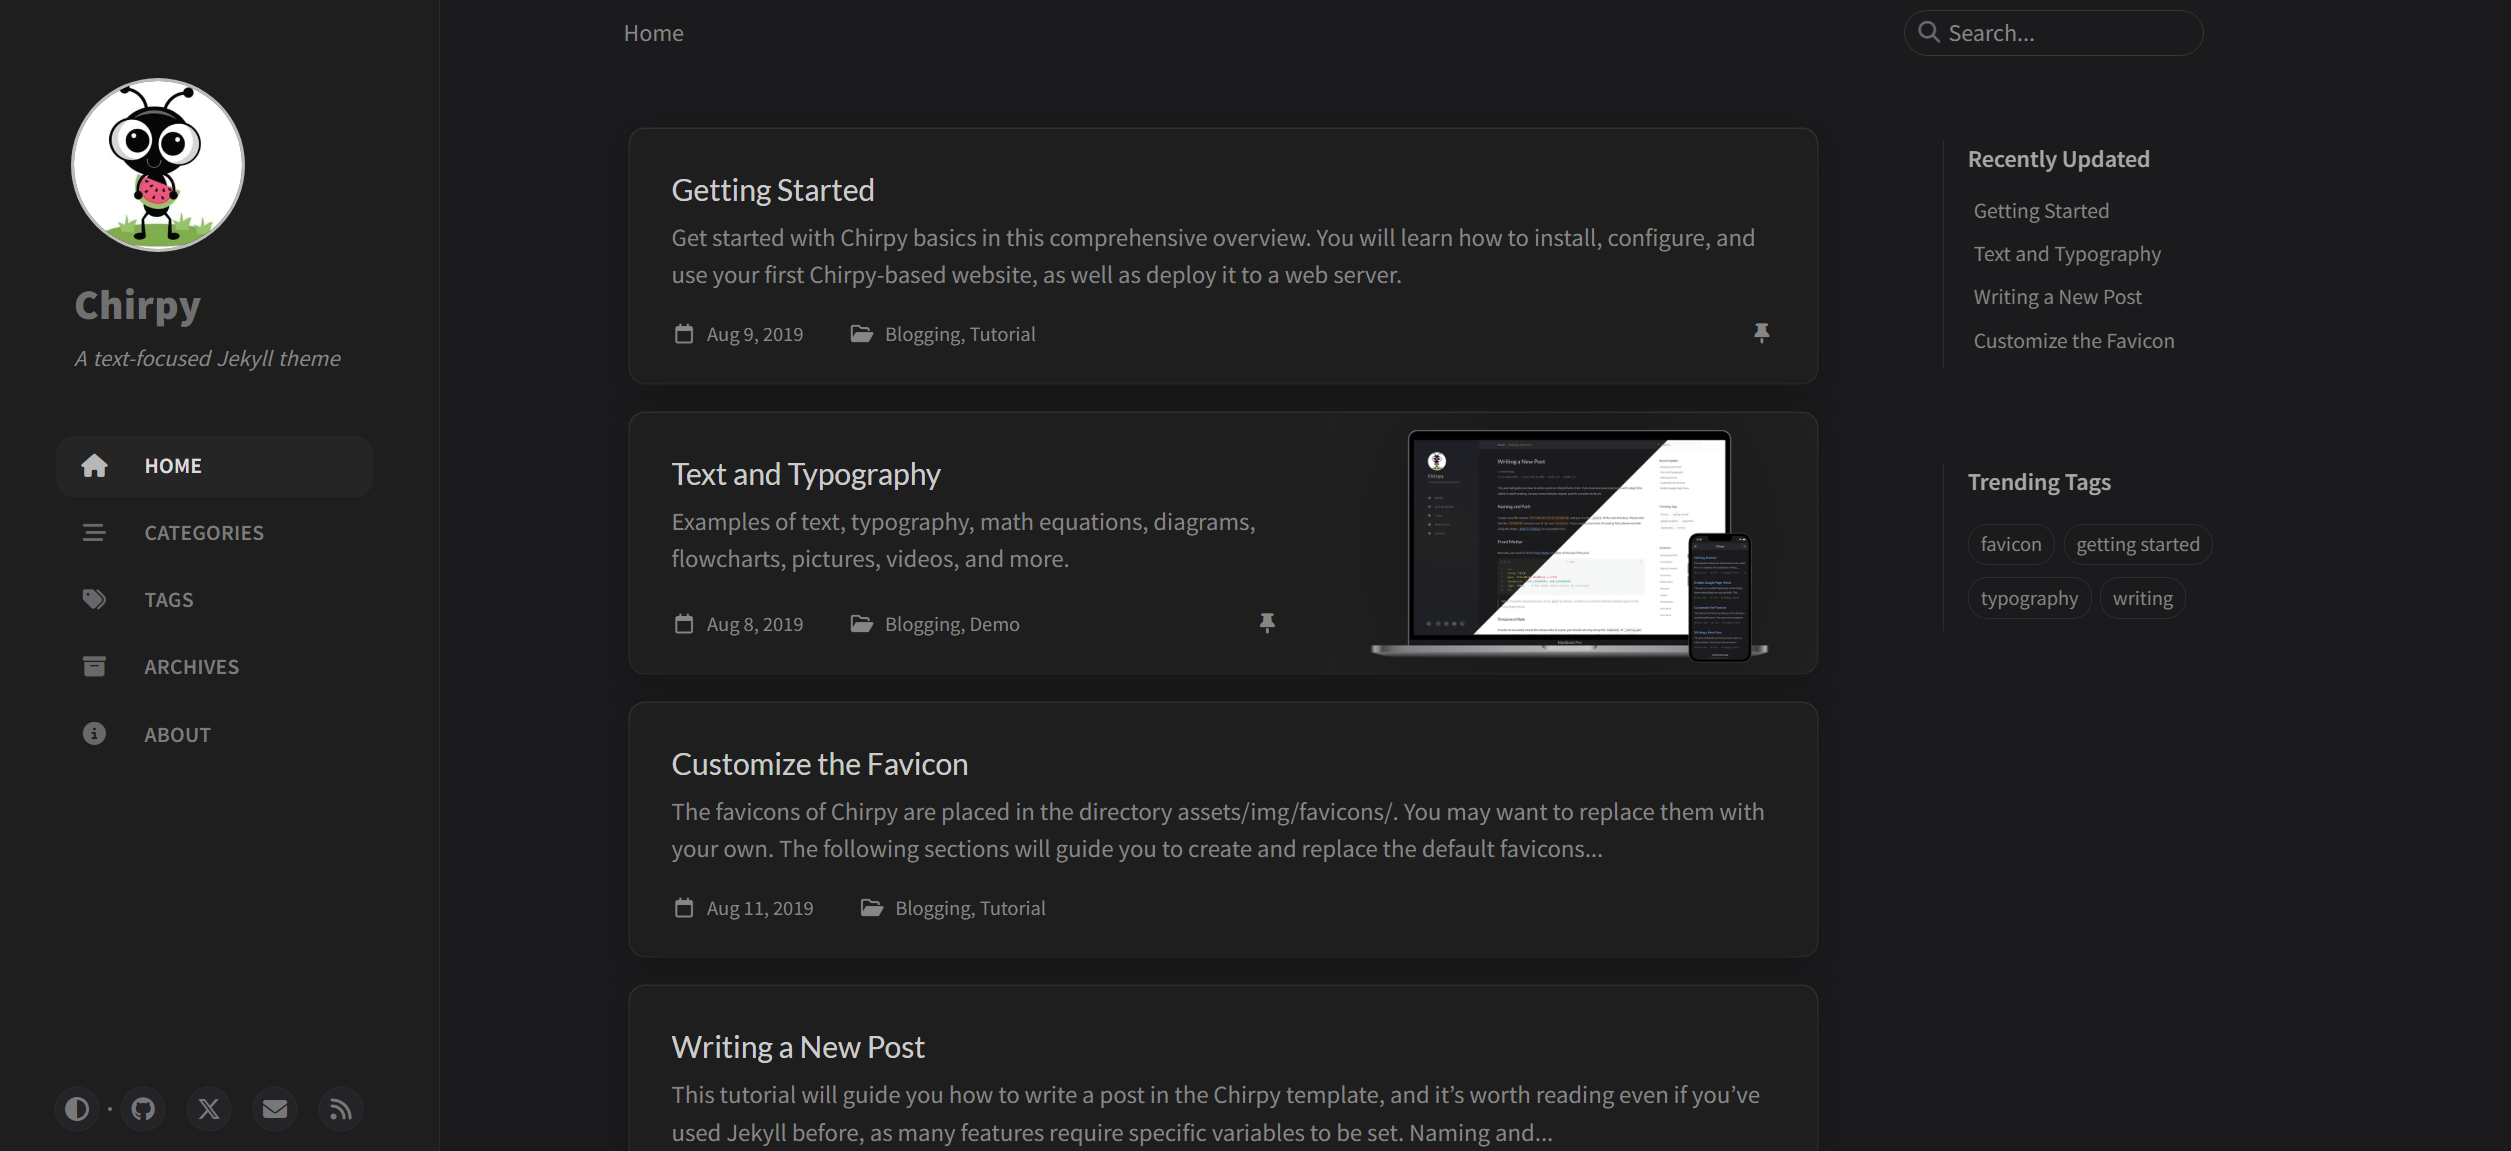 Chirpy
A text-focused Jekyll theme
HOME
CATEGORIES
TAGS
ARCHIVES
ABOUT
Home
Search...
Getting Started
Get started with Chirpy basics in this comprehensive overview. You will learn how to install, configure, and
use your first Chirpy-based website, as well as deploy it to a web server.
Aug 9, 2019
Blogging, Tutorial
Text and Typography
Examples of text, typography, math equations, diagrams,
flowcharts, pictures, videos, and more.
Aug 8, 2019
Blogging, Demo
Writing a New Post
Naming and Path
Front Matter
Customize the Favicon
The favicons of Chirpy are placed in the directory assets/img/favicons/. You may want to replace them with
your own. The following sections will guide you to create and replace the default favicons...
Aug 11, 2019
Blogging, Tutorial
Writing a New Post
This tutorial will guide you how to write a post in the Chirpy template, and it’s worth reading even if you’ve
used Jekyll before, as many features require specific variables to be set. Naming and...
Recently Updated
Getting Started
Text and Typography
Writing a New Post
Customize the Favicon
Trending Tags
favicon
getting started
typography
writing